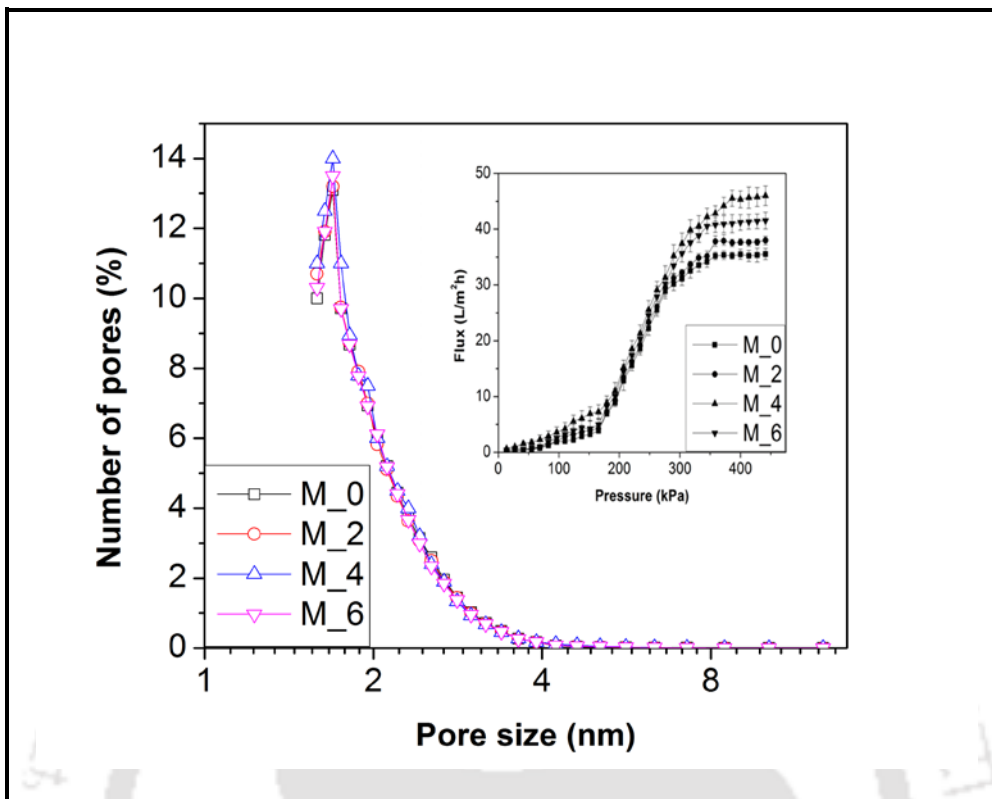 Number of pores (%)
14
12
10
8
6
4
2
0
1
2
4
8
Pore size (nm)
M_0
M_2
M_4
M_6
Flux (L/m²h)
50
40
30
20
10
0
0
100
200
300
400
Pressure (kPa)
M_0
M_2
M_4
M_6